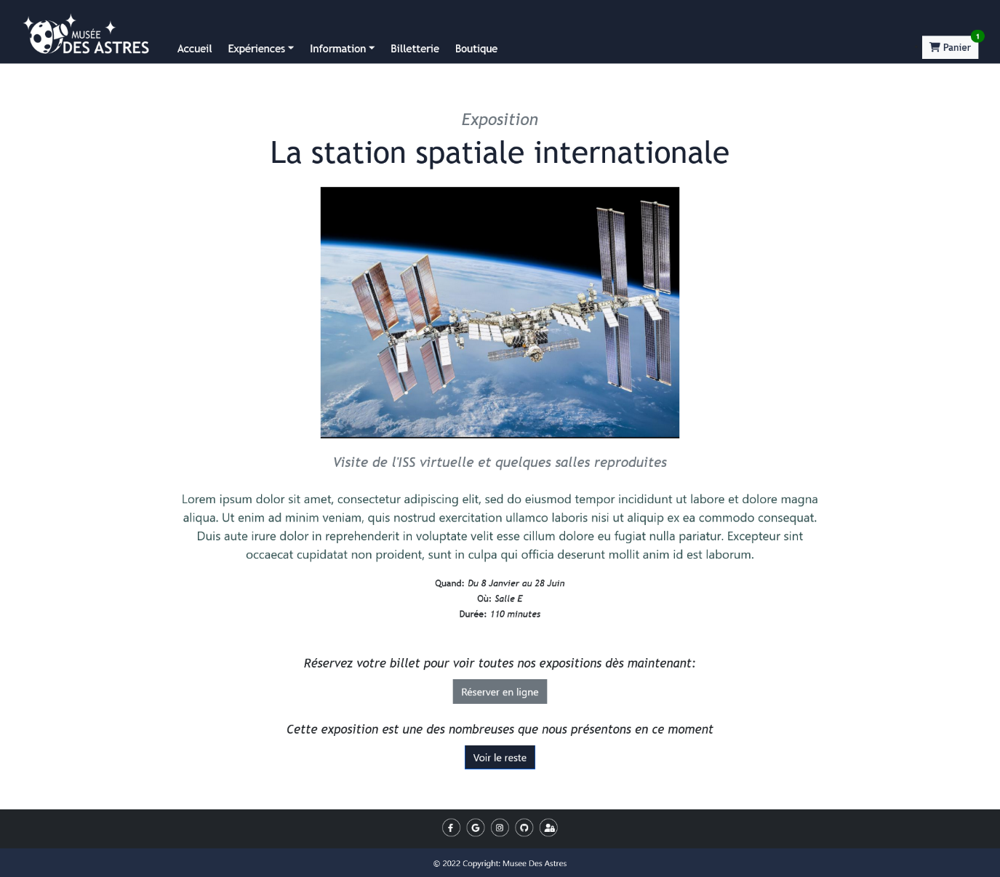 MUSÉE
DES ASTRES
Accueil
Expériences
Information
Billetterie
Boutique
1
Panier
Exposition
La station spatiale internationale
Visite de l'ISS virtuelle et quelques salles reproduites
Lorem ipsum dolor sit amet, consectetur adipiscing elit, sed do eiusmod tempor incididunt ut labore et dolore magna
aliqua. Ut enim ad minim veniam, quis nostrud exercitation ullamco laboris nisi ut aliquip ex ea commodo consequat.
Duis aute irure dolor in reprehenderit in voluptate velit esse cillum dolore eu fugiat nulla pariatur. Excepteur sint
occaecat cupidatat non proident, sunt in culpa qui officia deserunt mollit anim id est laborum.
Quand: Du 8 Janvier au 28 Juin
Où: Salle E
Durée: 110 minutes
Réservez votre billet pour voir toutes nos expositions dès maintenant:
Réserver en ligne
Cette exposition est une des nombreuses que nous présentons en ce moment
Voir le reste
© 2022 Copyright: Musee Des Astres